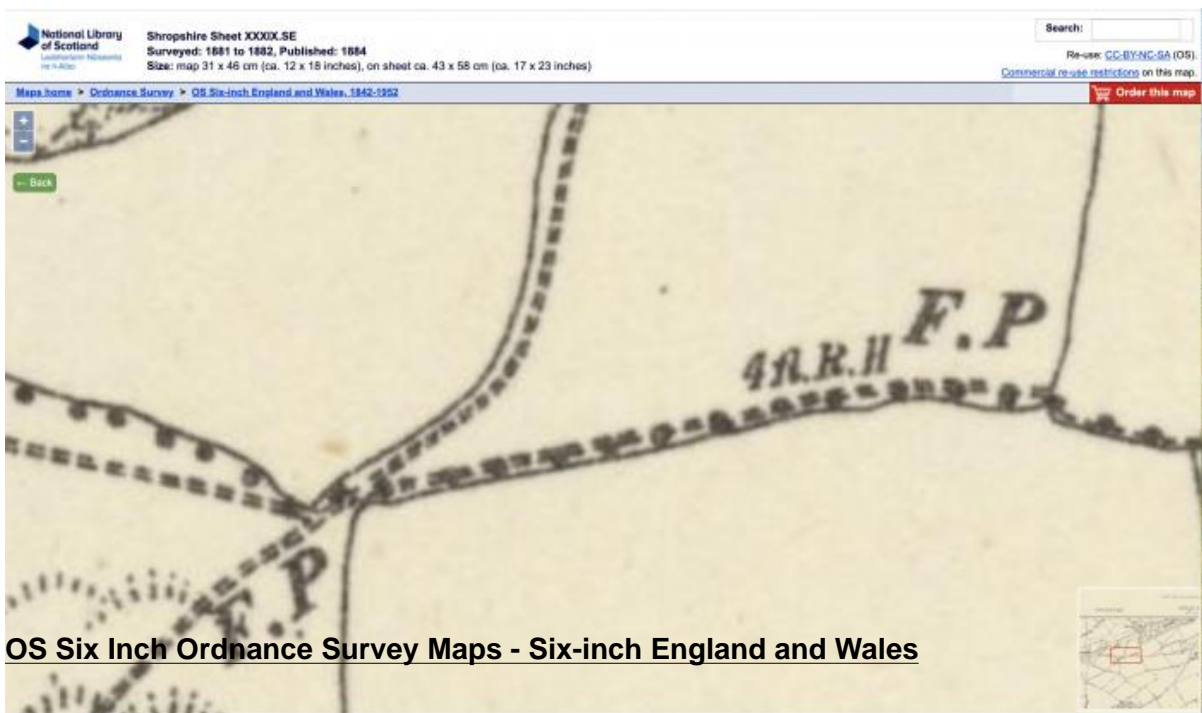 National Library
of Scotland
Shropshire Sheet XXXIX.SE
Surveyed: 1881 to 1882, Published: 1884
Size: map 31 x 46 cm (ca. 12 x 18 inches), on sheet ca. 43 x 58 cm (ca. 17 x 23 inches)
Search:
Re-use: CC-BY-NC-SA (OS).
Commercial re-use restrictions on this map.
Maps home > Ordnance Survey > OS Six-inch England and Wales, 1842-1952
Order this map
+
-
← Back
F.P
4ft.R.H
F.P
OS Six Inch Ordnance Survey Maps - Six-inch England and Wales